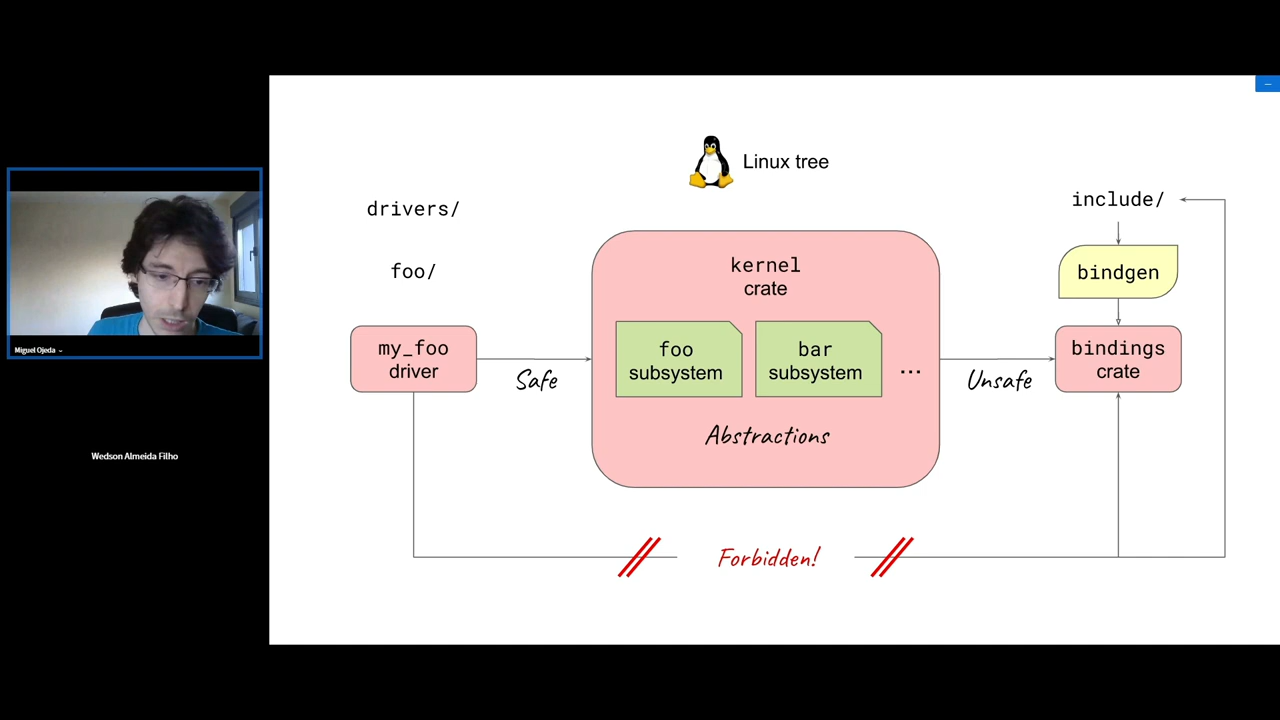 Linux tree
drivers/
include/
foo/
kernel
crate
bindgen
my_foo
driver
Safe
foo
subsystem
bar
subsystem
...
Unsafe
bindings
crate
Abstractions
Forbidden!
Miguel Ojeda
Wedson Almeida Filho